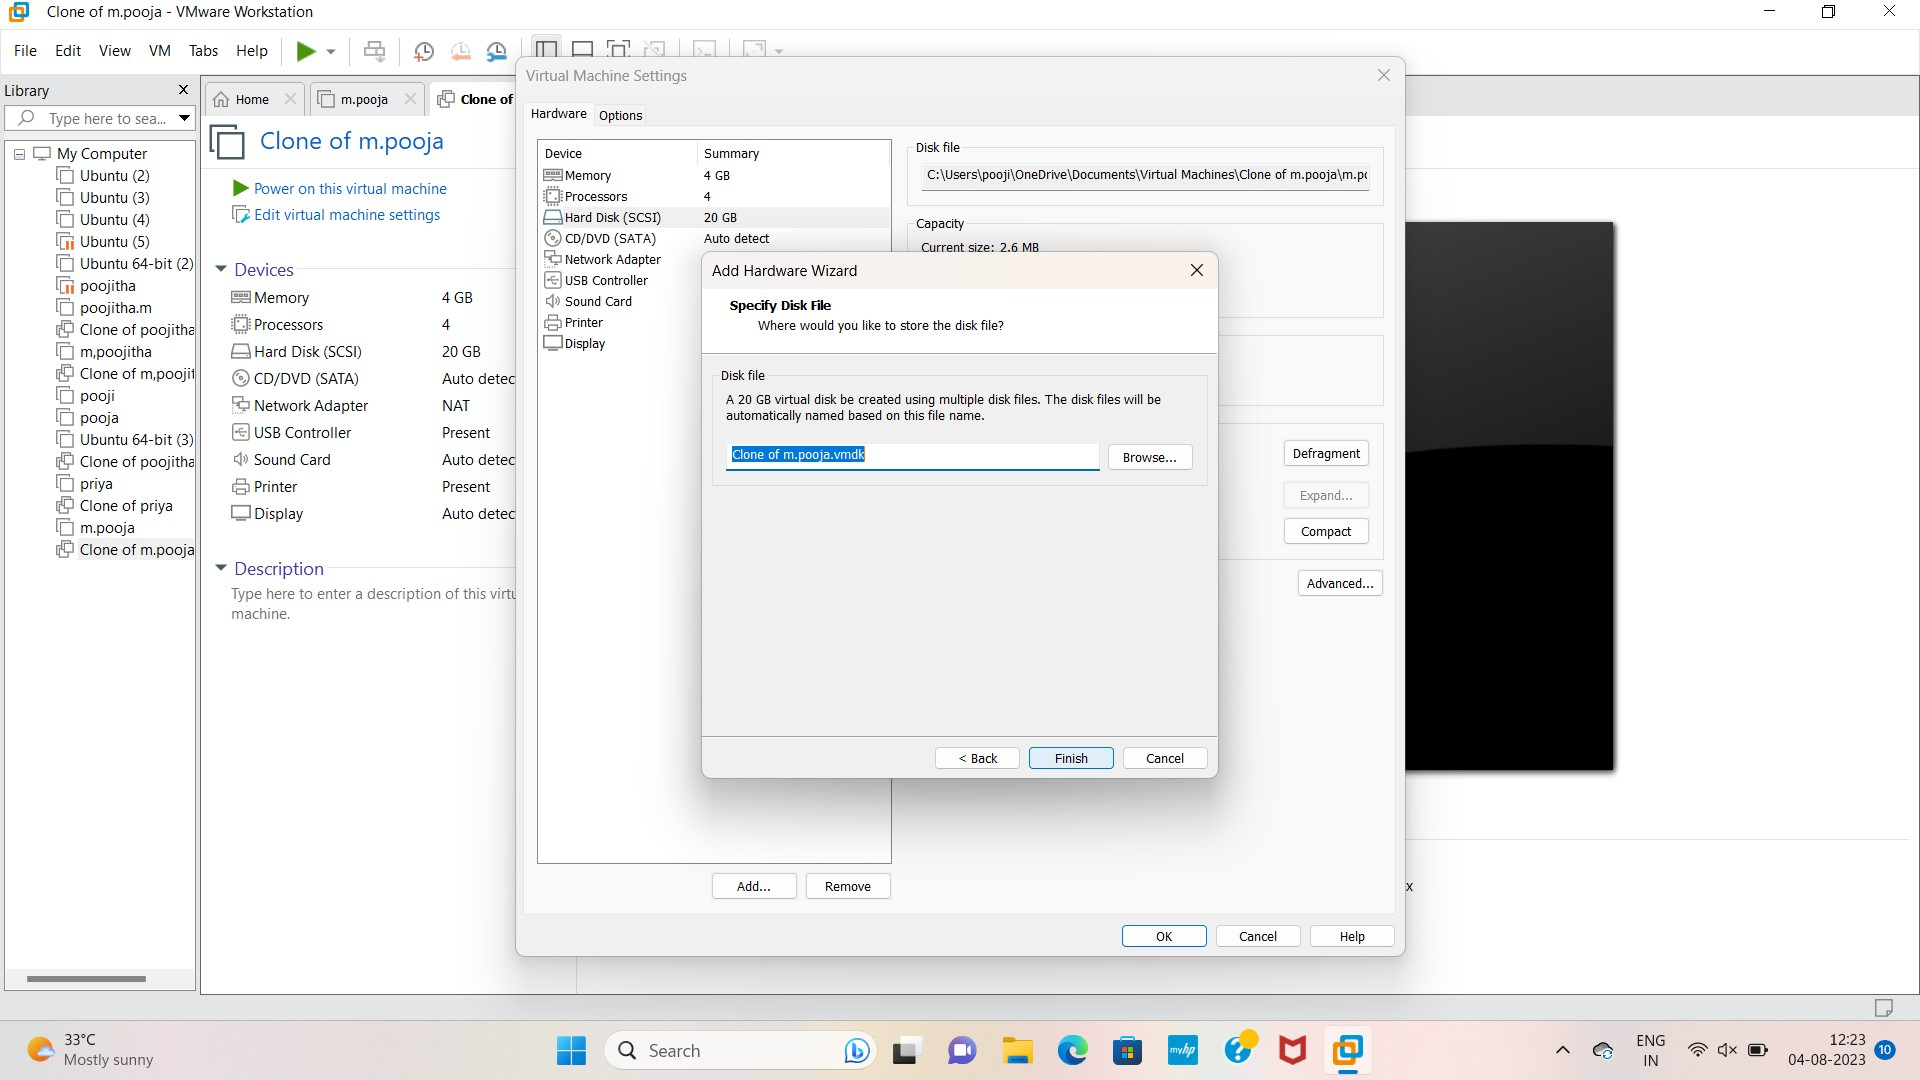 Clone of m.pooja - VMware Workstation
File Edit View VM Tabs Help
Library
Type here to sea...
My Computer
Ubuntu (2)
Ubuntu (3)
Ubuntu (4)
Ubuntu (5)
Ubuntu 64-bit (2)
poojitha
poojitha.m
Clone of poojitha
m,poojitha
Clone of m,poojit
pooji
pooja
Ubuntu 64-bit (3)
Clone of poojitha
priya
Clone of priya
m.pooja
Clone of m.pooja
Home
m.pooja
Clone of
Clone of m.pooja
Power on this virtual machine
Edit virtual machine settings
Devices
Memory 4 GB
Processors 4
Hard Disk (SCSI) 20 GB
CD/DVD (SATA) Auto detec
Network Adapter NAT
USB Controller Present
Sound Card Auto detec
Printer Present
Display Auto detec
Description
Type here to enter a description of this virtu
machine.
Virtual Machine Settings
Hardware Options
Device Summary
Memory 4 GB
Processors 4
Hard Disk (SCSI) 20 GB
CD/DVD (SATA) Auto detect
Network Adapter
USB Controller
Sound Card
Printer
Display
Add... Remove
Disk file
C:\Users\pooji\OneDrive\Documents\Virtual Machines\Clone of m.pooja\m.po
Capacity
Current size: 2.6 MB
Defragment
Expand...
Compact
Advanced...
OK Cancel Help
Add Hardware Wizard
Specify Disk File
Where would you like to store the disk file?
Disk file
A 20 GB virtual disk be created using multiple disk files. The disk files will be
automatically named based on this file name.
Clone of m.pooja.vmdk
Browse...
< Back Finish Cancel
x
33°C
Mostly sunny
Search
myhp
ENG
IN
12:23
04-08-2023
10